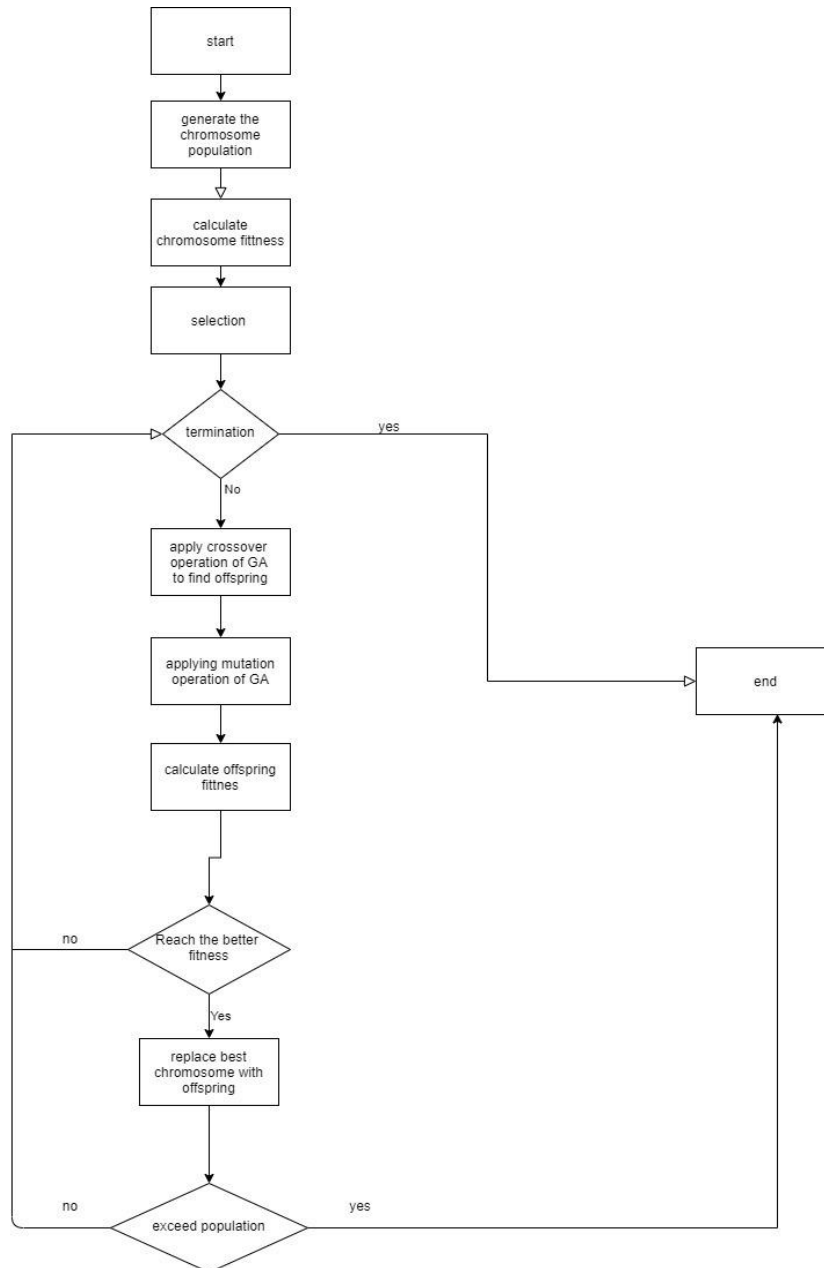 start
generate the
chromosome
population
calculate
chromosome fittness
selection
termination
yes
No
apply crossover
operation of GA
to find offspring
applying mutation
operation of GA
end
calculate offspring
fittnes
no
Reach the better
fitness
Yes
replace best
chromosome with
offspring
no
exceed population
yes